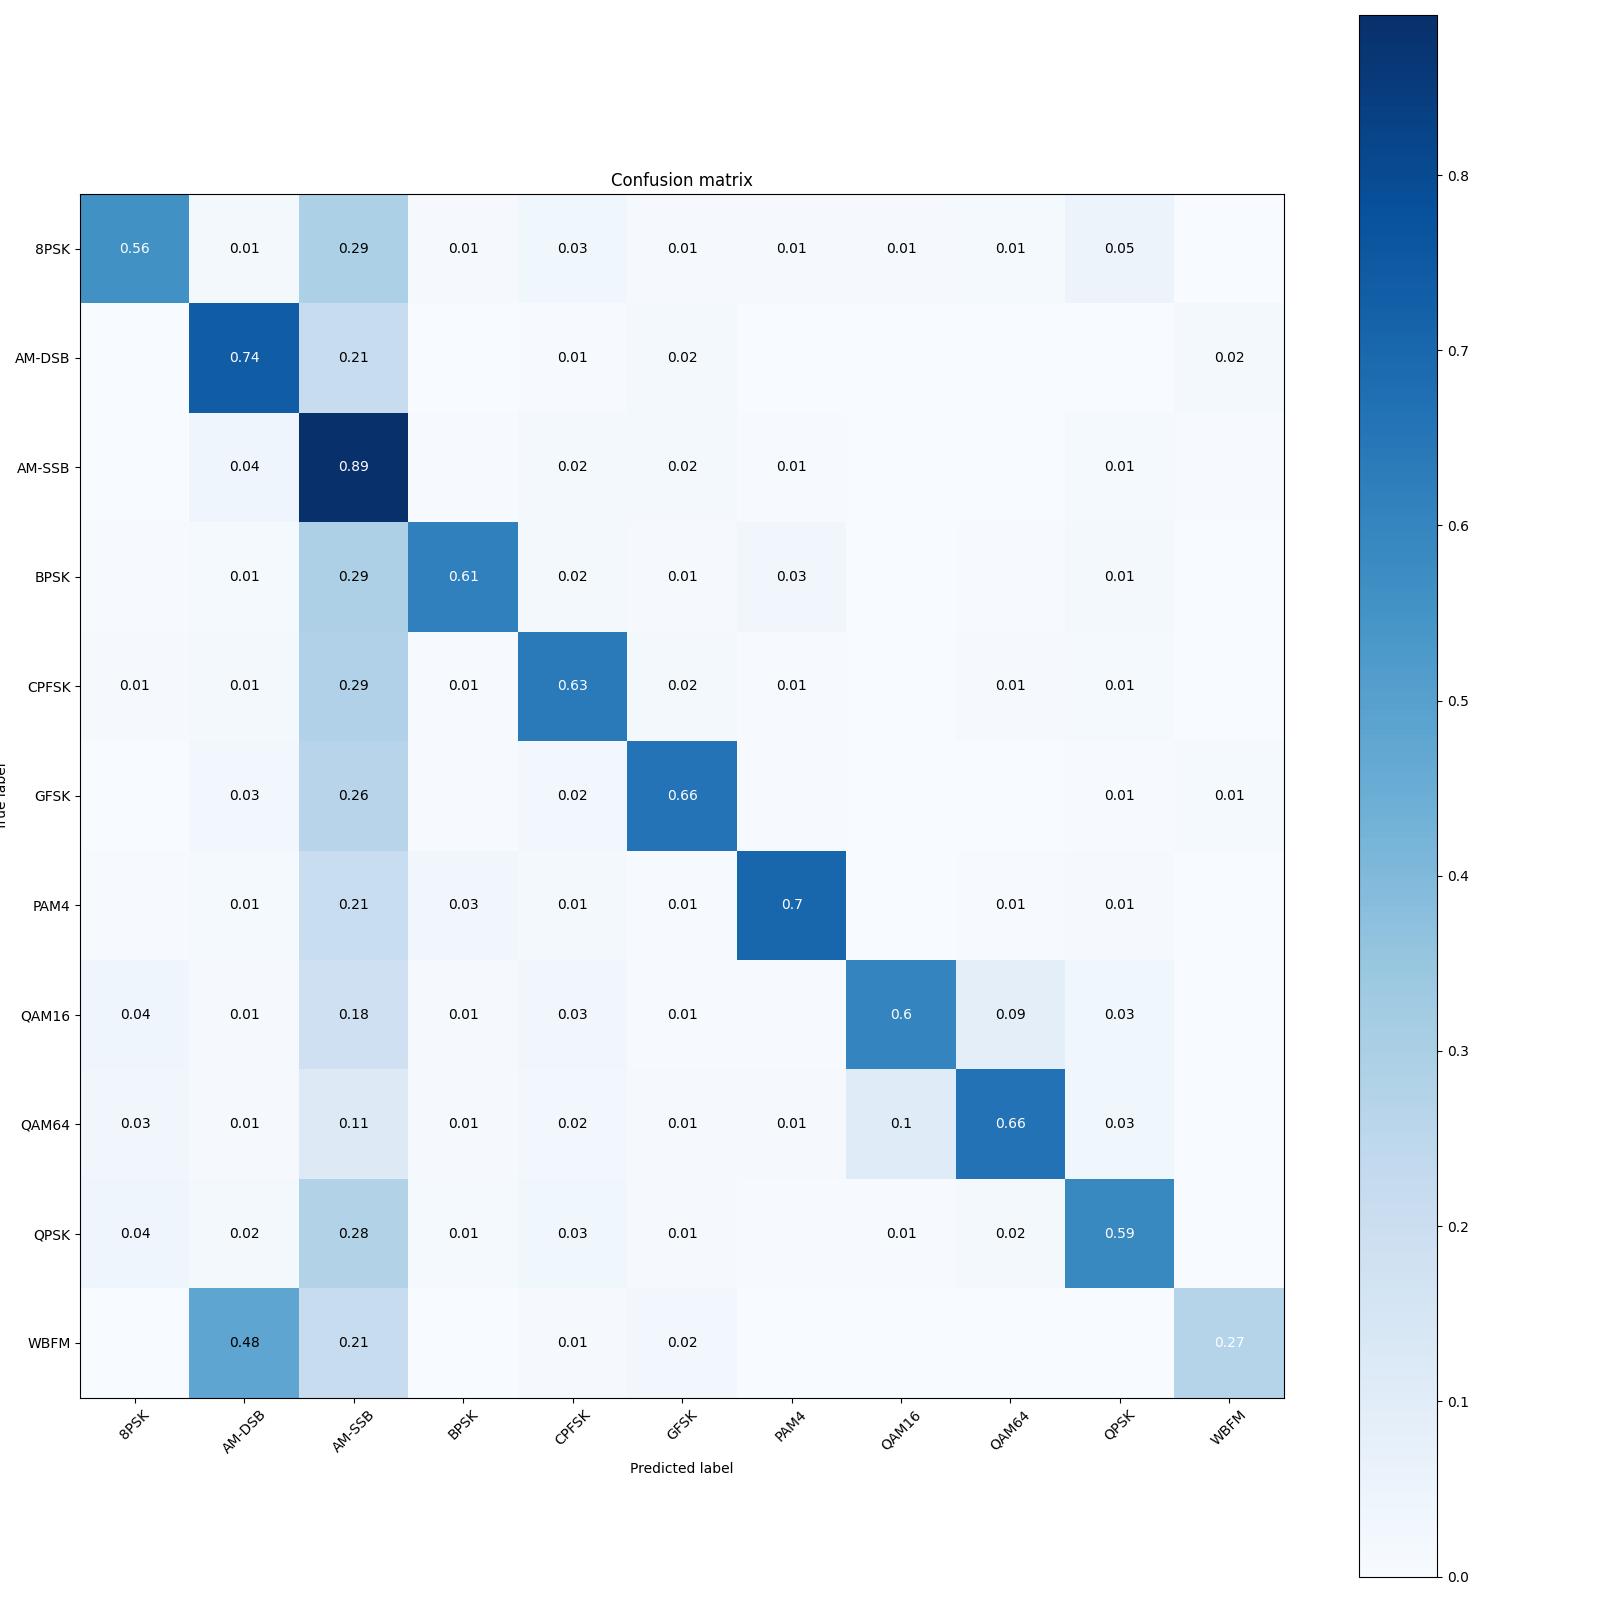 Confusion matrix
8PSK 0.56 0.01 0.29 0.01 0.03 0.01 0.01 0.01 0.01 0.05
AM-DSB 0.74 0.21 0.01 0.02 0.02
AM-SSB 0.04 0.89 0.02 0.02 0.01 0.01
BPSK 0.01 0.29 0.61 0.02 0.01 0.03 0.01
CPFSK 0.01 0.01 0.29 0.01 0.63 0.02 0.01 0.01 0.01
GFSK 0.03 0.26 0.02 0.66 0.01 0.01
PAM4 0.01 0.21 0.03 0.01 0.01 0.7 0.01 0.01
QAM16 0.04 0.01 0.18 0.01 0.03 0.01 0.6 0.09 0.03
QAM64 0.03 0.01 0.11 0.01 0.02 0.01 0.01 0.1 0.66 0.03
QPSK 0.04 0.02 0.28 0.01 0.03 0.01 0.01 0.02 0.59
WBFM 0.48 0.21 0.01 0.02 0.27
8PSK AM-DSB AM-SSB BPSK CPFSK GFSK PAM4 QAM16 QAM64 QPSK WBFM
Predicted label
True label
0.8
0.7
0.6
0.5
0.4
0.3
0.2
0.1
0.0